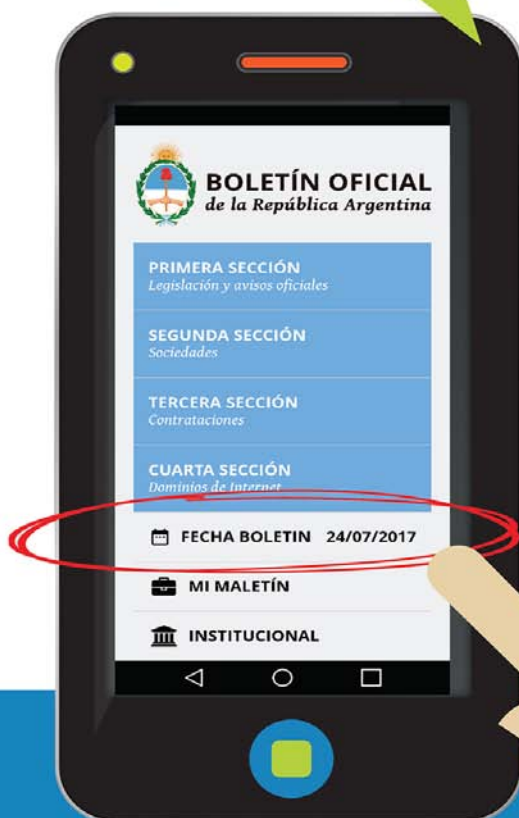 BOLETÍN OFICIAL
de la República Argentina
PRIMERA SECCIÓN
Legislación y avisos oficiales
SEGUNDA SECCIÓN
Sociedades
TERCERA SECCIÓN
Contrataciones
CUARTA SECCIÓN
Dominios de Internet
FECHA BOLETIN 24/07/2017
MI MALETÍN
INSTITUCIONAL